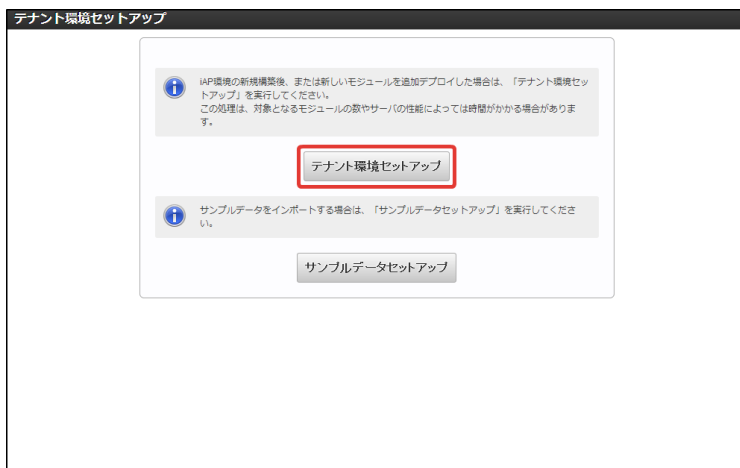 テナント環境セットアップ
iAP環境の新規構築後、または新しいモジュールを追加デプロイした場合は、「テナント環境セッ
トアップ」を実行してください。
この処理は、対象となるモジュールの数やサーバの性能によっては時間がかかる場合がありま
す。
テナント環境セットアップ
サンプルデータをインポートする場合は、「サンプルデータセットアップ」を実行してくださ
い。
サンプルデータセットアップ